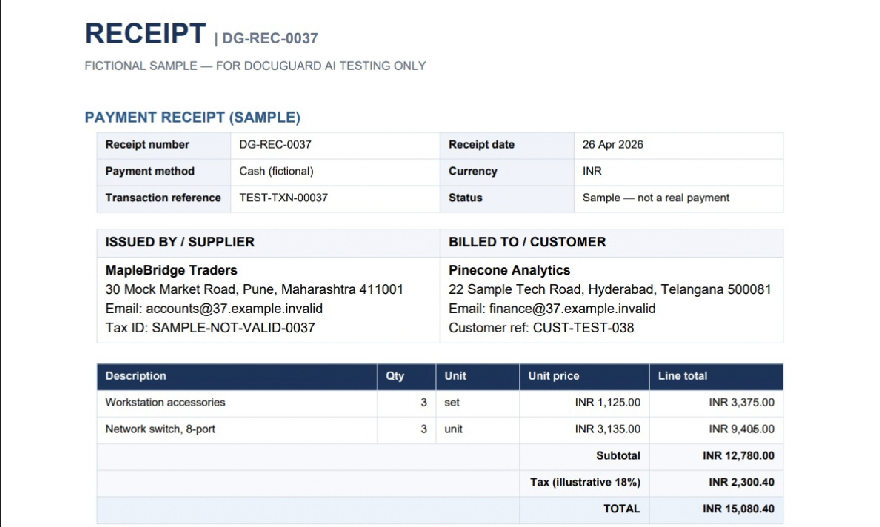 RECEIPT | DG-REC-0037
FICTIONAL SAMPLE — FOR DOCUGUARD AI TESTING ONLY
PAYMENT RECEIPT (SAMPLE)
Receipt number DG-REC-0037 Receipt date 26 Apr 2026
Payment method Cash (fictional) Currency INR
Transaction reference TEST-TXN-00037 Status Sample — not a real payment
ISSUED BY / SUPPLIER BILLED TO / CUSTOMER
MapleBridge Traders Pinecone Analytics
30 Mock Market Road, Pune, Maharashtra 411001 22 Sample Tech Road, Hyderabad, Telangana 500081
Email: accounts@37.example.invalid Email: finance@37.example.invalid
Tax ID: SAMPLE-NOT-VALID-0037 Customer ref: CUST-TEST-038
Description Qty Unit Unit price Line total
Workstation accessories 3 set INR 1,125.00 INR 3,375.00
Network switch, 8-port 3 unit INR 3,135.00 INR 9,405.00
Subtotal INR 12,780.00
Tax (illustrative 18%) INR 2,300.40
TOTAL INR 15,080.40